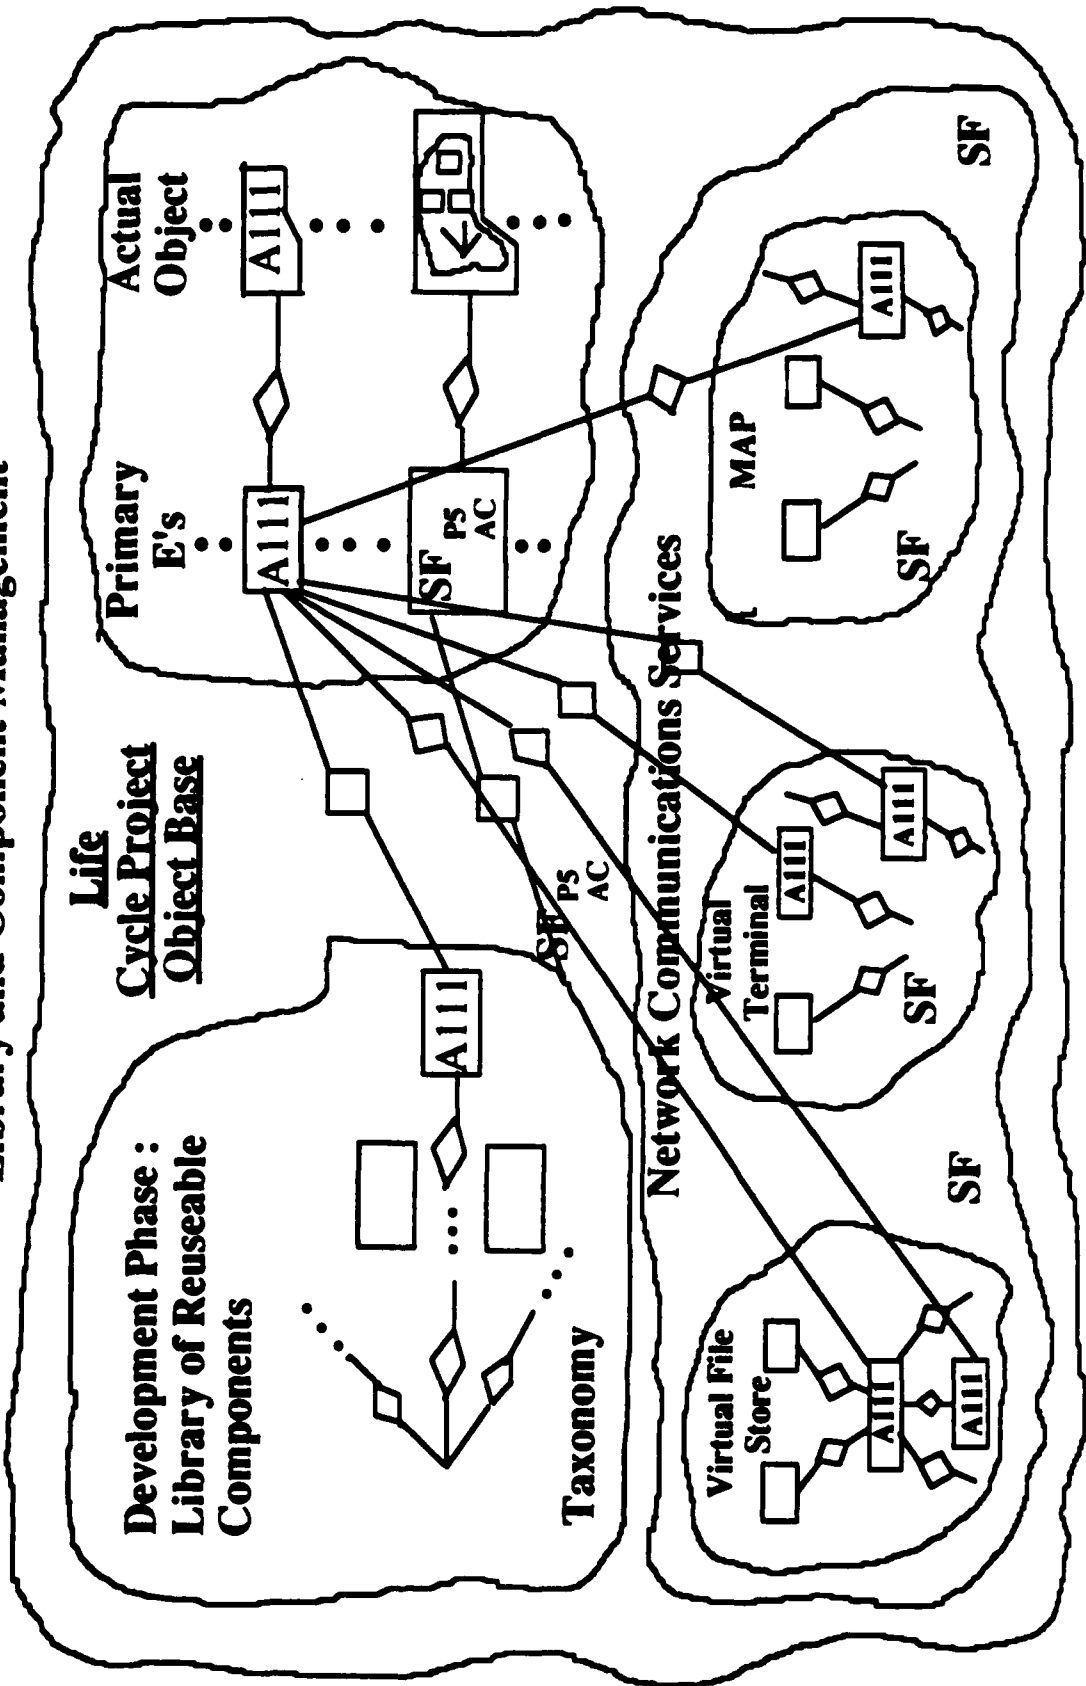 Library and Component Management
Life
Cycle Project
Object Base
Development Phase :
Library of Reuseable
Components
Taxonomy
A111
Primary
E's
A111
SF
PS
AC
Actual
Object
A111
SF
PS
AC
Network Communications Services
Virtual File
Store
A111
A111
SF
Virtual
Terminal
A111
A111
SF
MAP
A111
SF
t
SF